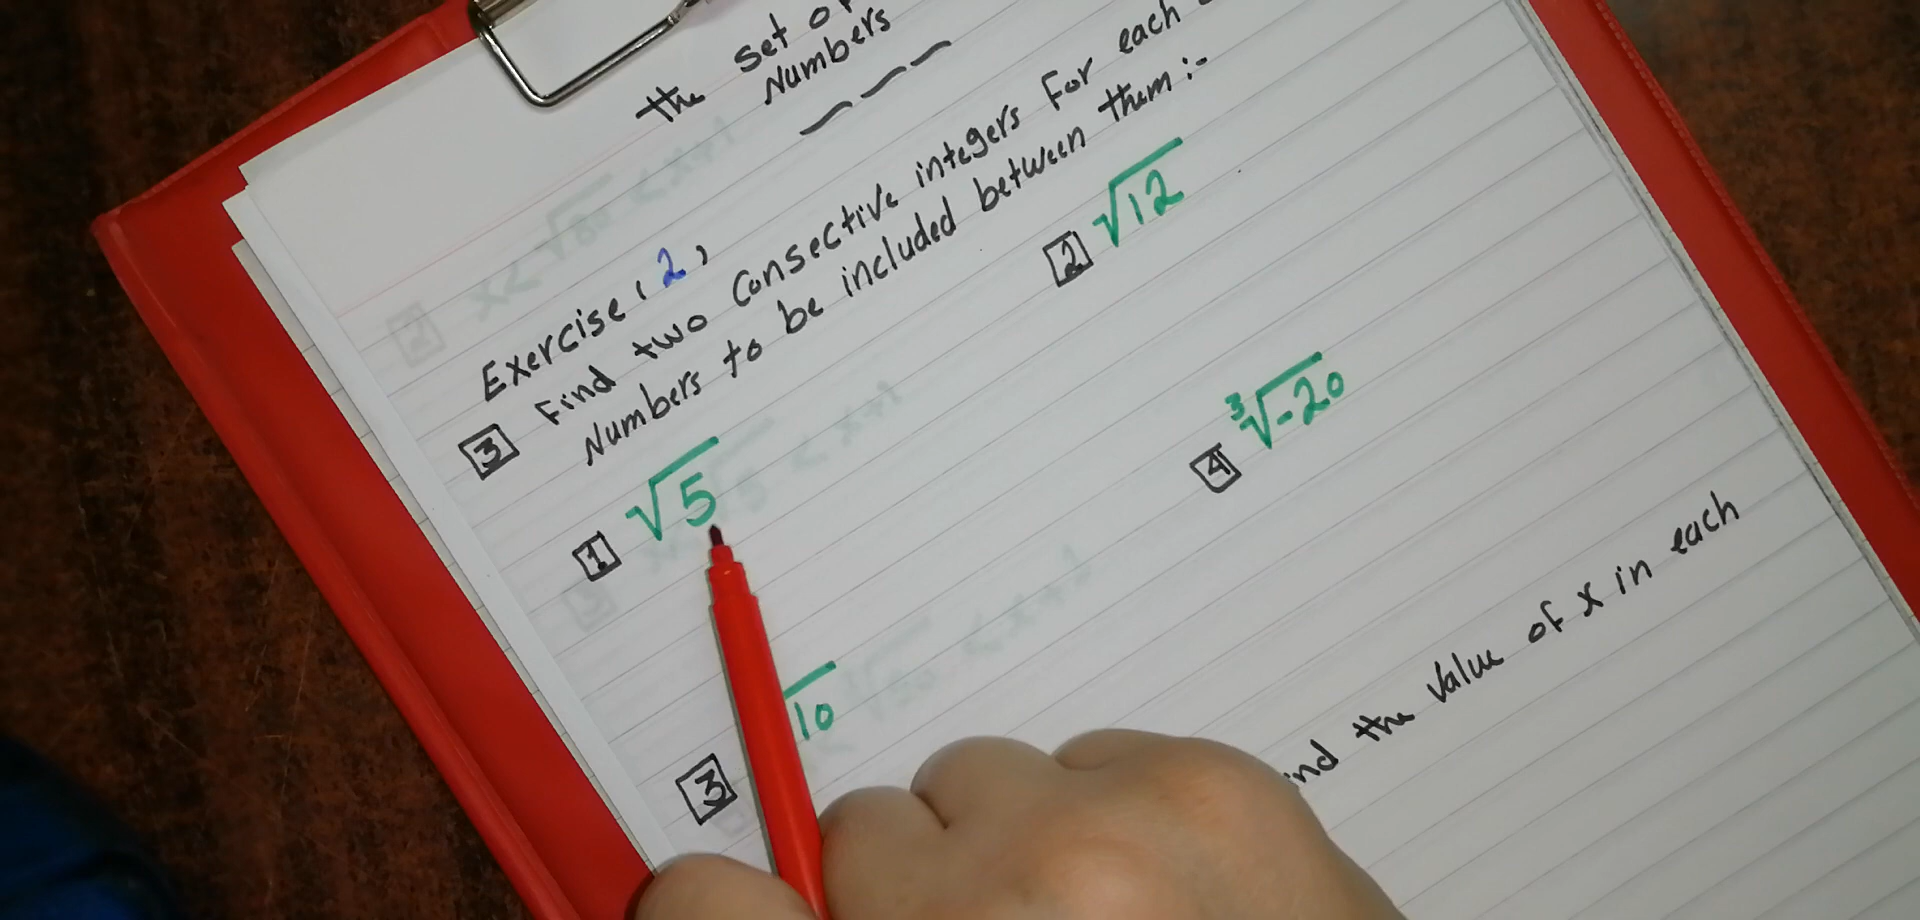 the set
Numbers
Exercise (2)
3 Find two Consective integers For each
Numbers to be included between them :-
1 √5
2 √12
3 10
4 ³√-20
the Value of x in each